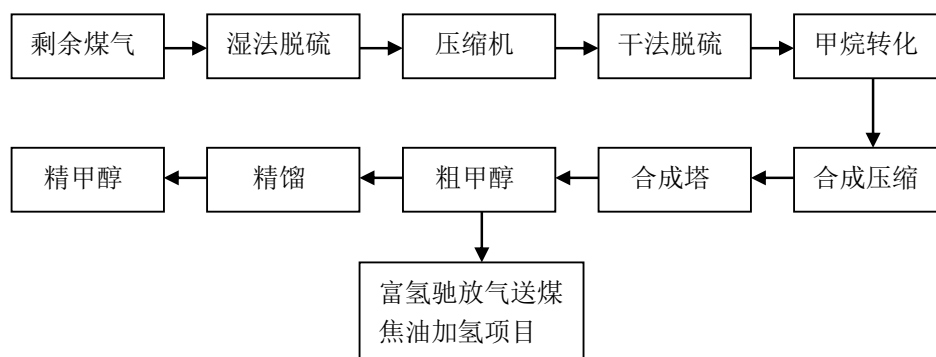 剩余煤气
湿法脱硫
压缩机
干法脱硫
甲烷转化
精甲醇
精馏
粗甲醇
合成塔
合成压缩
富氢驰放气送煤
焦油加氢项目